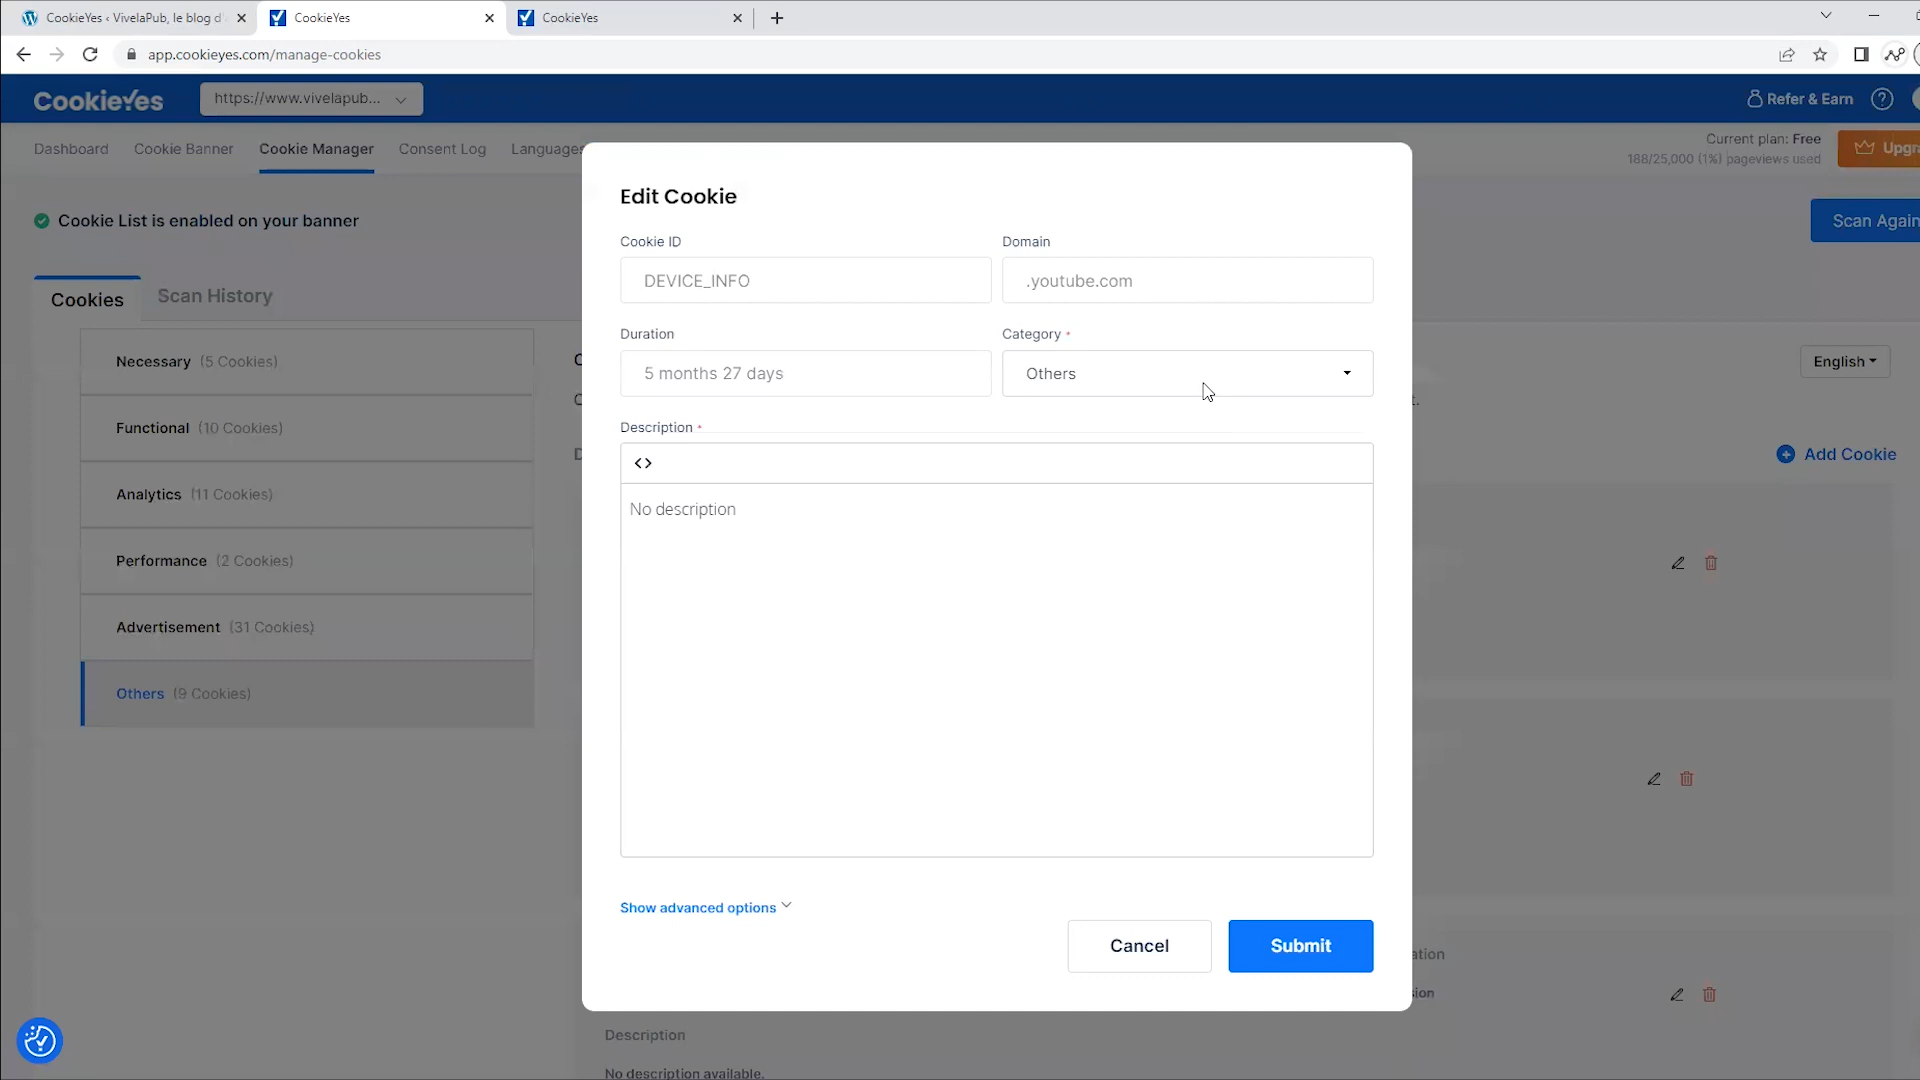 CookieYes ‹ VivelaPub, le blog d'
CookieYes
CookieYes
app.cookieyes.com/manage-cookies
CookieYes
https://www.vivelapub...
Refer & Earn
Dashboard
Cookie Banner
Cookie Manager
Consent Log
Languages
Current plan: Free
188/25,000 (1%) pageviews used
Cookie List is enabled on your banner
Scan Again
Cookies
Scan History
Necessary (5 Cookies)
Functional (10 Cookies)
Analytics (11 Cookies)
Performance (2 Cookies)
Advertisement (31 Cookies)
Others (9 Cookies)
English
Add Cookie
Edit Cookie
Cookie ID
Domain
DEVICE_INFO
.youtube.com
Duration
Category *
5 months 27 days
Others
Description *
<>
No description
Show advanced options
Cancel
Submit
Description
No description available.